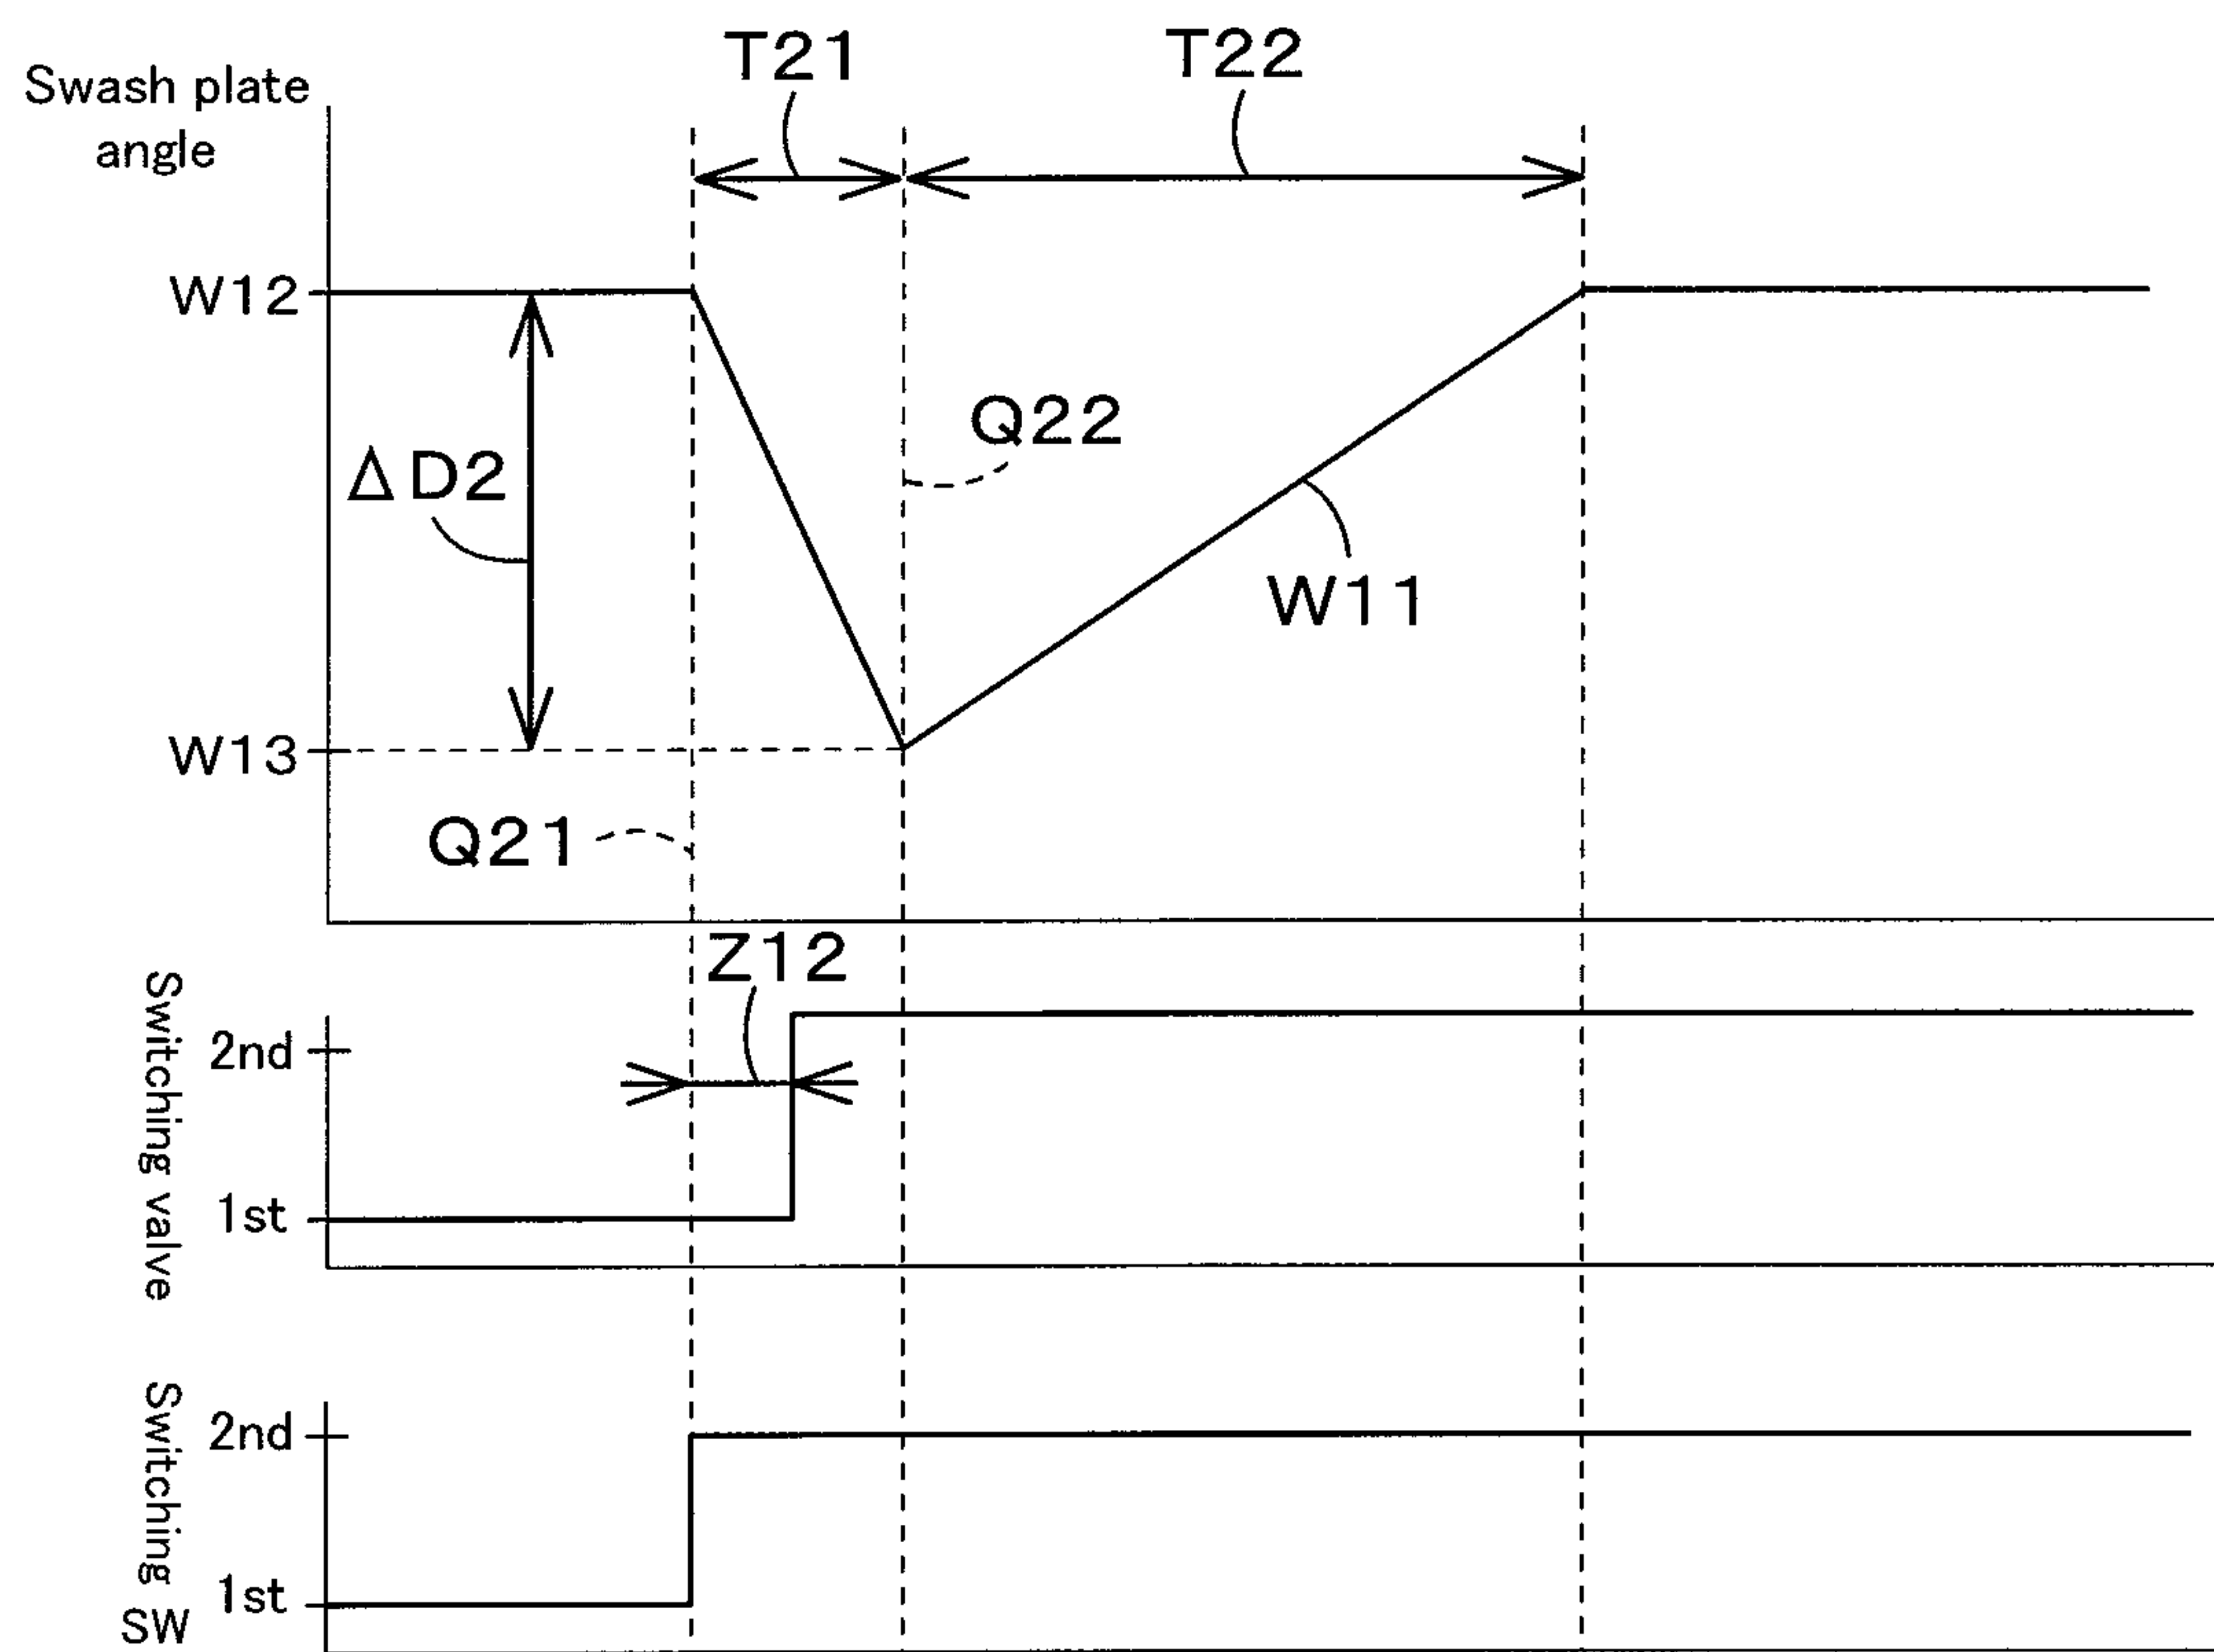 T21
T22
Swash plate
angle
W12
Q22
ΔD2
W11
W13
Q21
Z12
Switching valve
2nd
1st
Switching
SW
2nd
1st